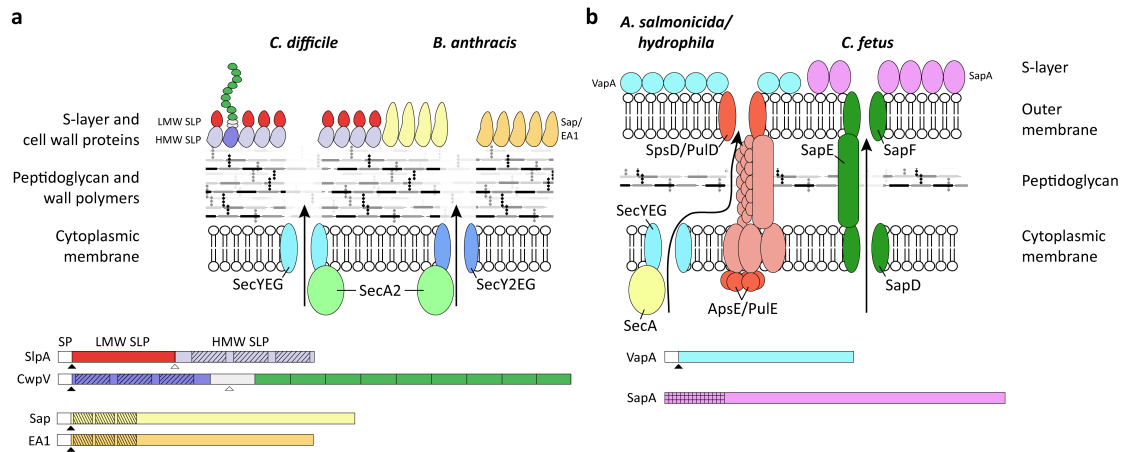 a
C. difficile
B. anthracis
LMW SLP
HMW SLP
S-layer and
cell wall proteins
Sap/
EA1
Peptidoglycan and
wall polymers
Cytoplasmic
membrane
SecYEG
SecA2
SecY2EG
SP
LMW SLP
HMW SLP
SlpA
CwpV
Sap
EA1
b
A. salmonicida/
hydrophila
C. fetus
VapA
SapA
S-layer
Outer
membrane
SpsD/PulD
SapE
SapF
Peptidoglycan
SecYEG
Cytoplasmic
membrane
SecA
ApsE/PulE
SapD
VapA
SapA